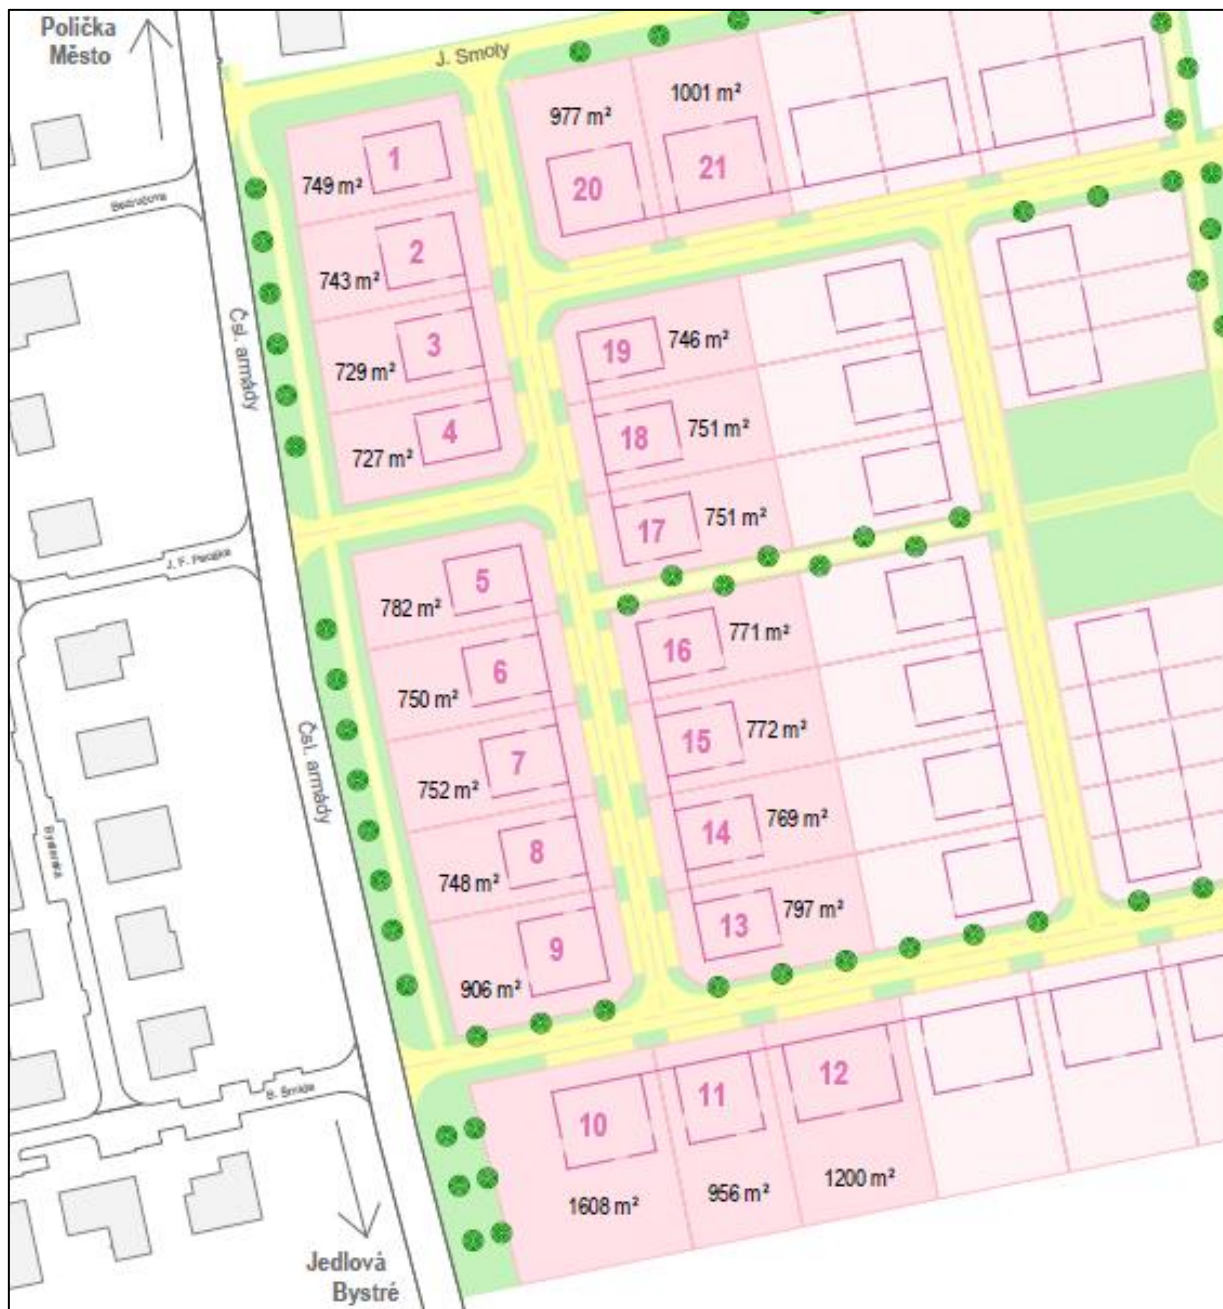 Polička
Město
J. Smoly
977 m²
1001 m²
20
21
749 m²
1
743 m²
2
729 m²
3
727 m²
4
Bezručova
Čsl. armády
19
746 m²
18
751 m²
17
751 m²
782 m²
5
750 m²
6
752 m²
7
748 m²
8
906 m²
9
16
771 m²
15
772 m²
14
769 m²
13
797 m²
Čsl. armády
10
1608 m²
11
956 m²
12
1200 m²
Jedlová
Bystré